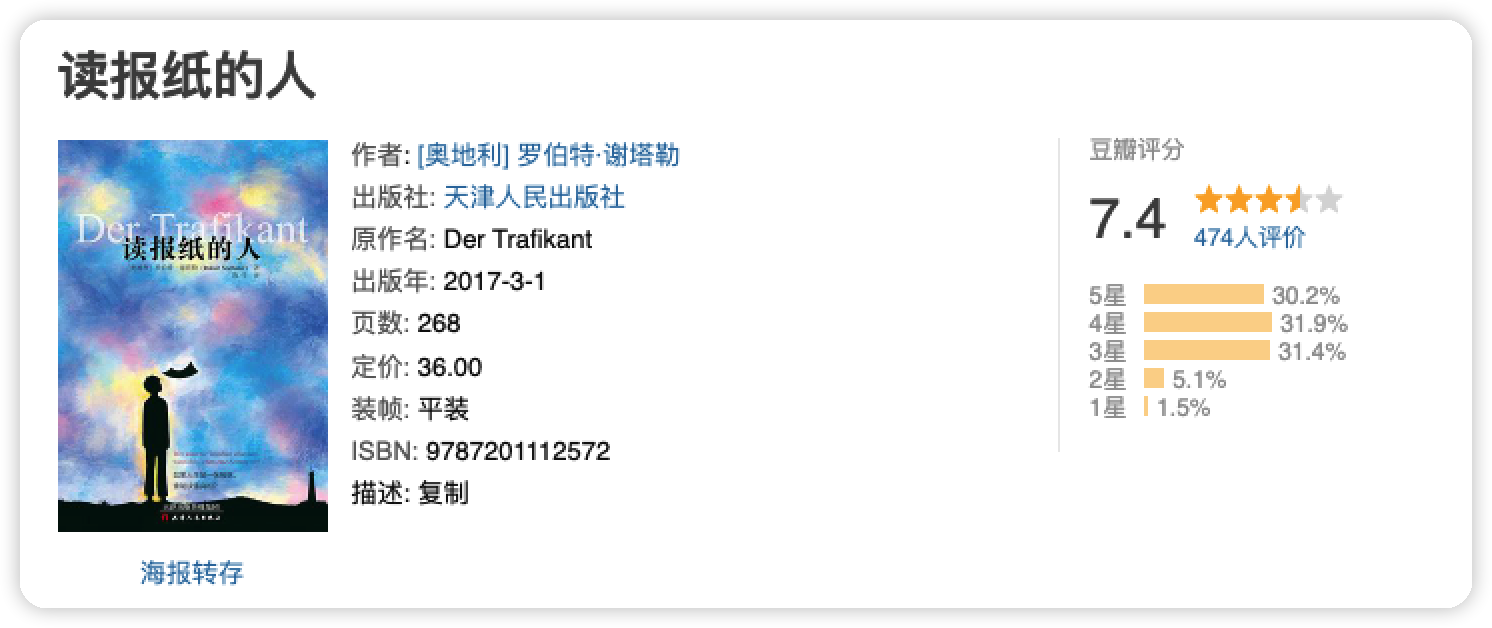 读报纸的人
Der Trafikant
读报纸的人
海报转存
作者: [奥地利] 罗伯特·谢塔勒
出版社: 天津人民出版社
原作名: Der Trafikant
出版年: 2017-3-1
页数: 268
定价: 36.00
装帧: 平装
ISBN: 9787201112572
描述: 复制
豆瓣评分
7.4
474人评价
5星 30.2%
4星 31.9%
3星 31.4%
2星 5.1%
1星 1.5%